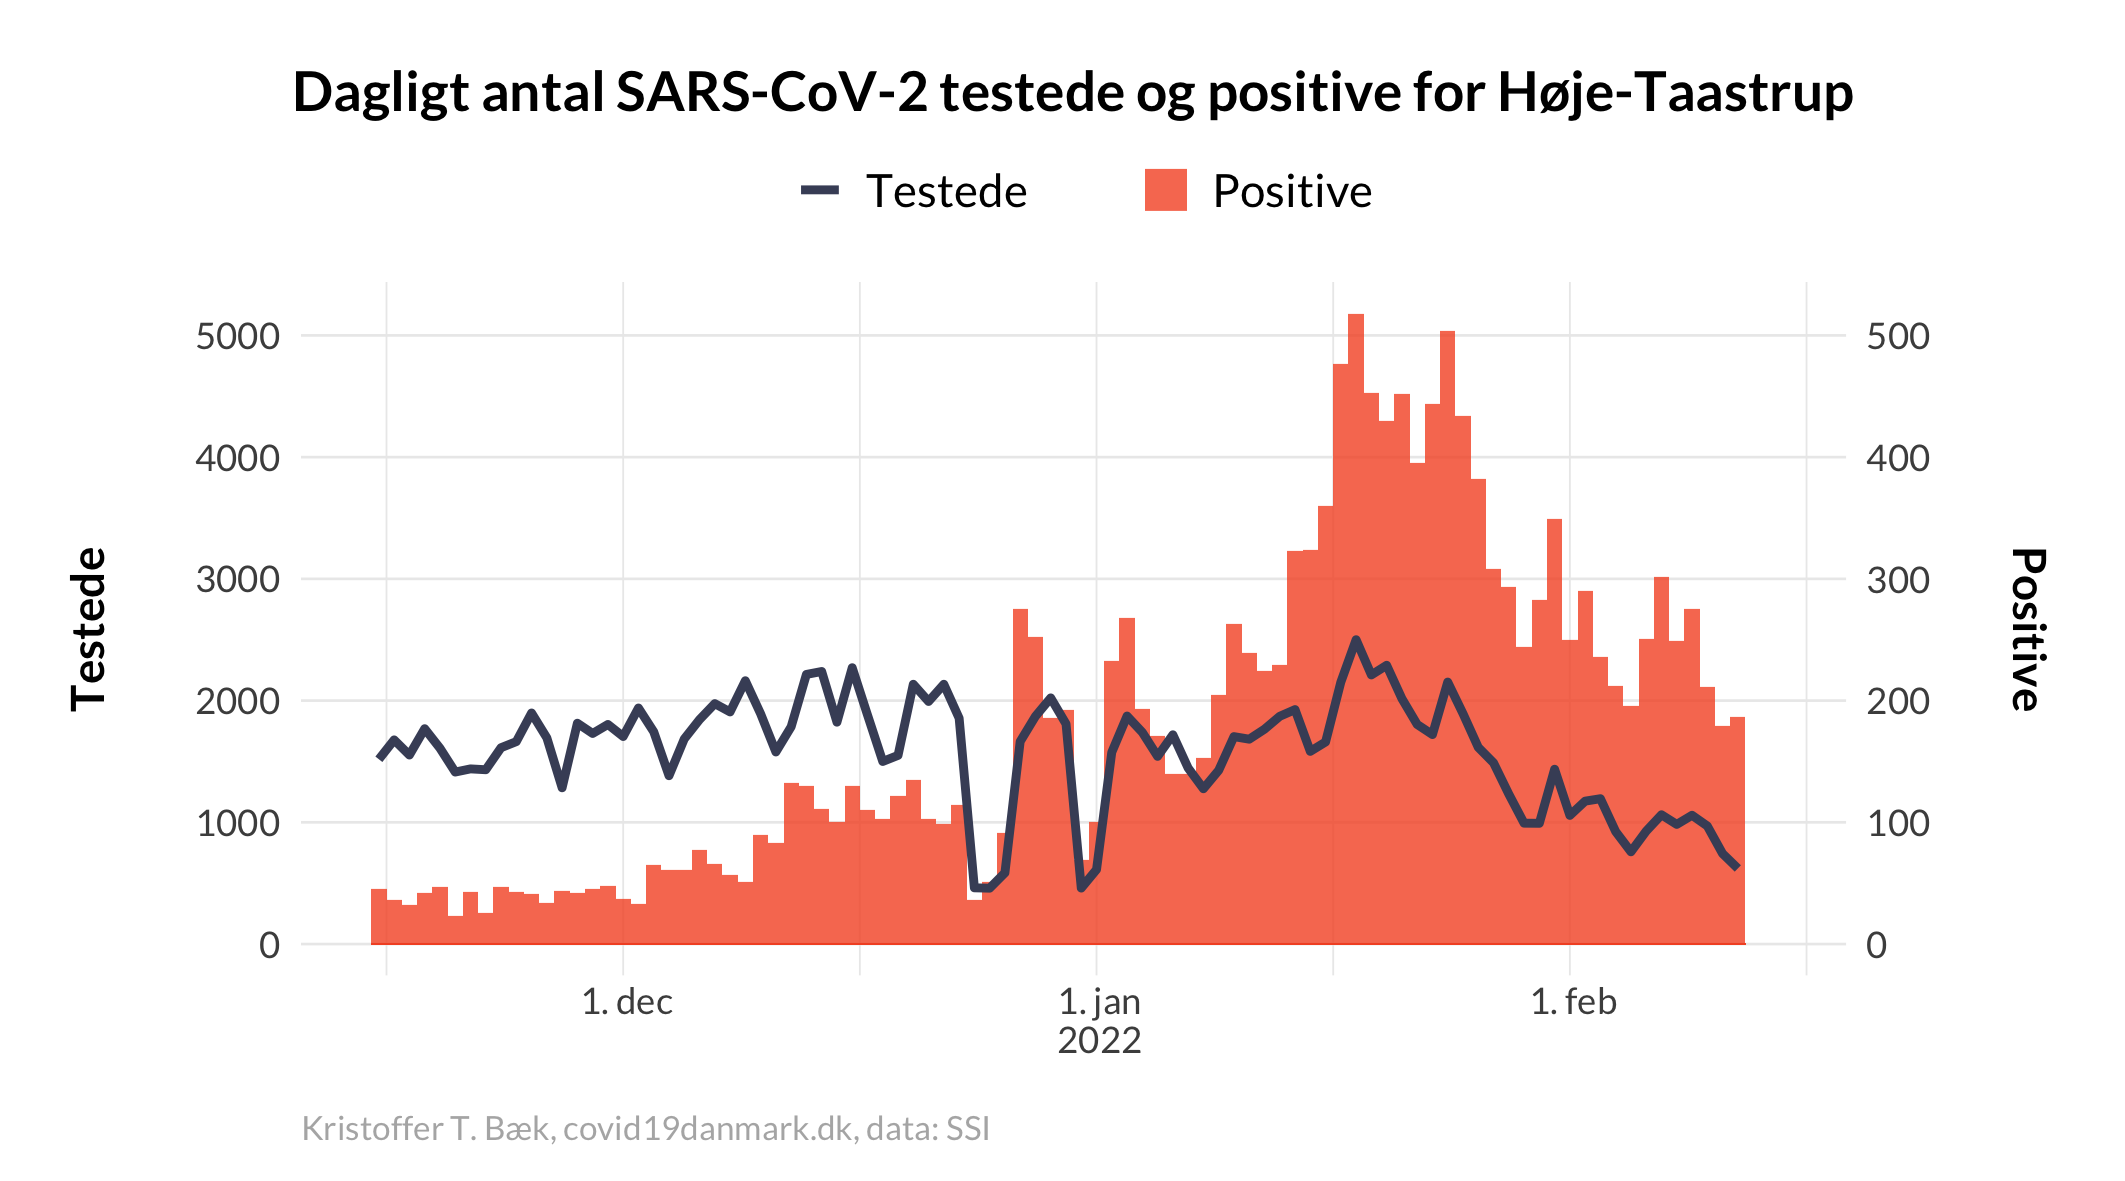 Dagligt antal SARS-CoV-2 testede og positive for Høje-Taastrup
Testede
Positive
5000
4000
3000
2000
1000
0
Testede
500
400
300
200
100
0
Positive
1. dec
1. jan
2022
1. feb
Kristoffer T. Bæk, covid19danmark.dk, data: SSI